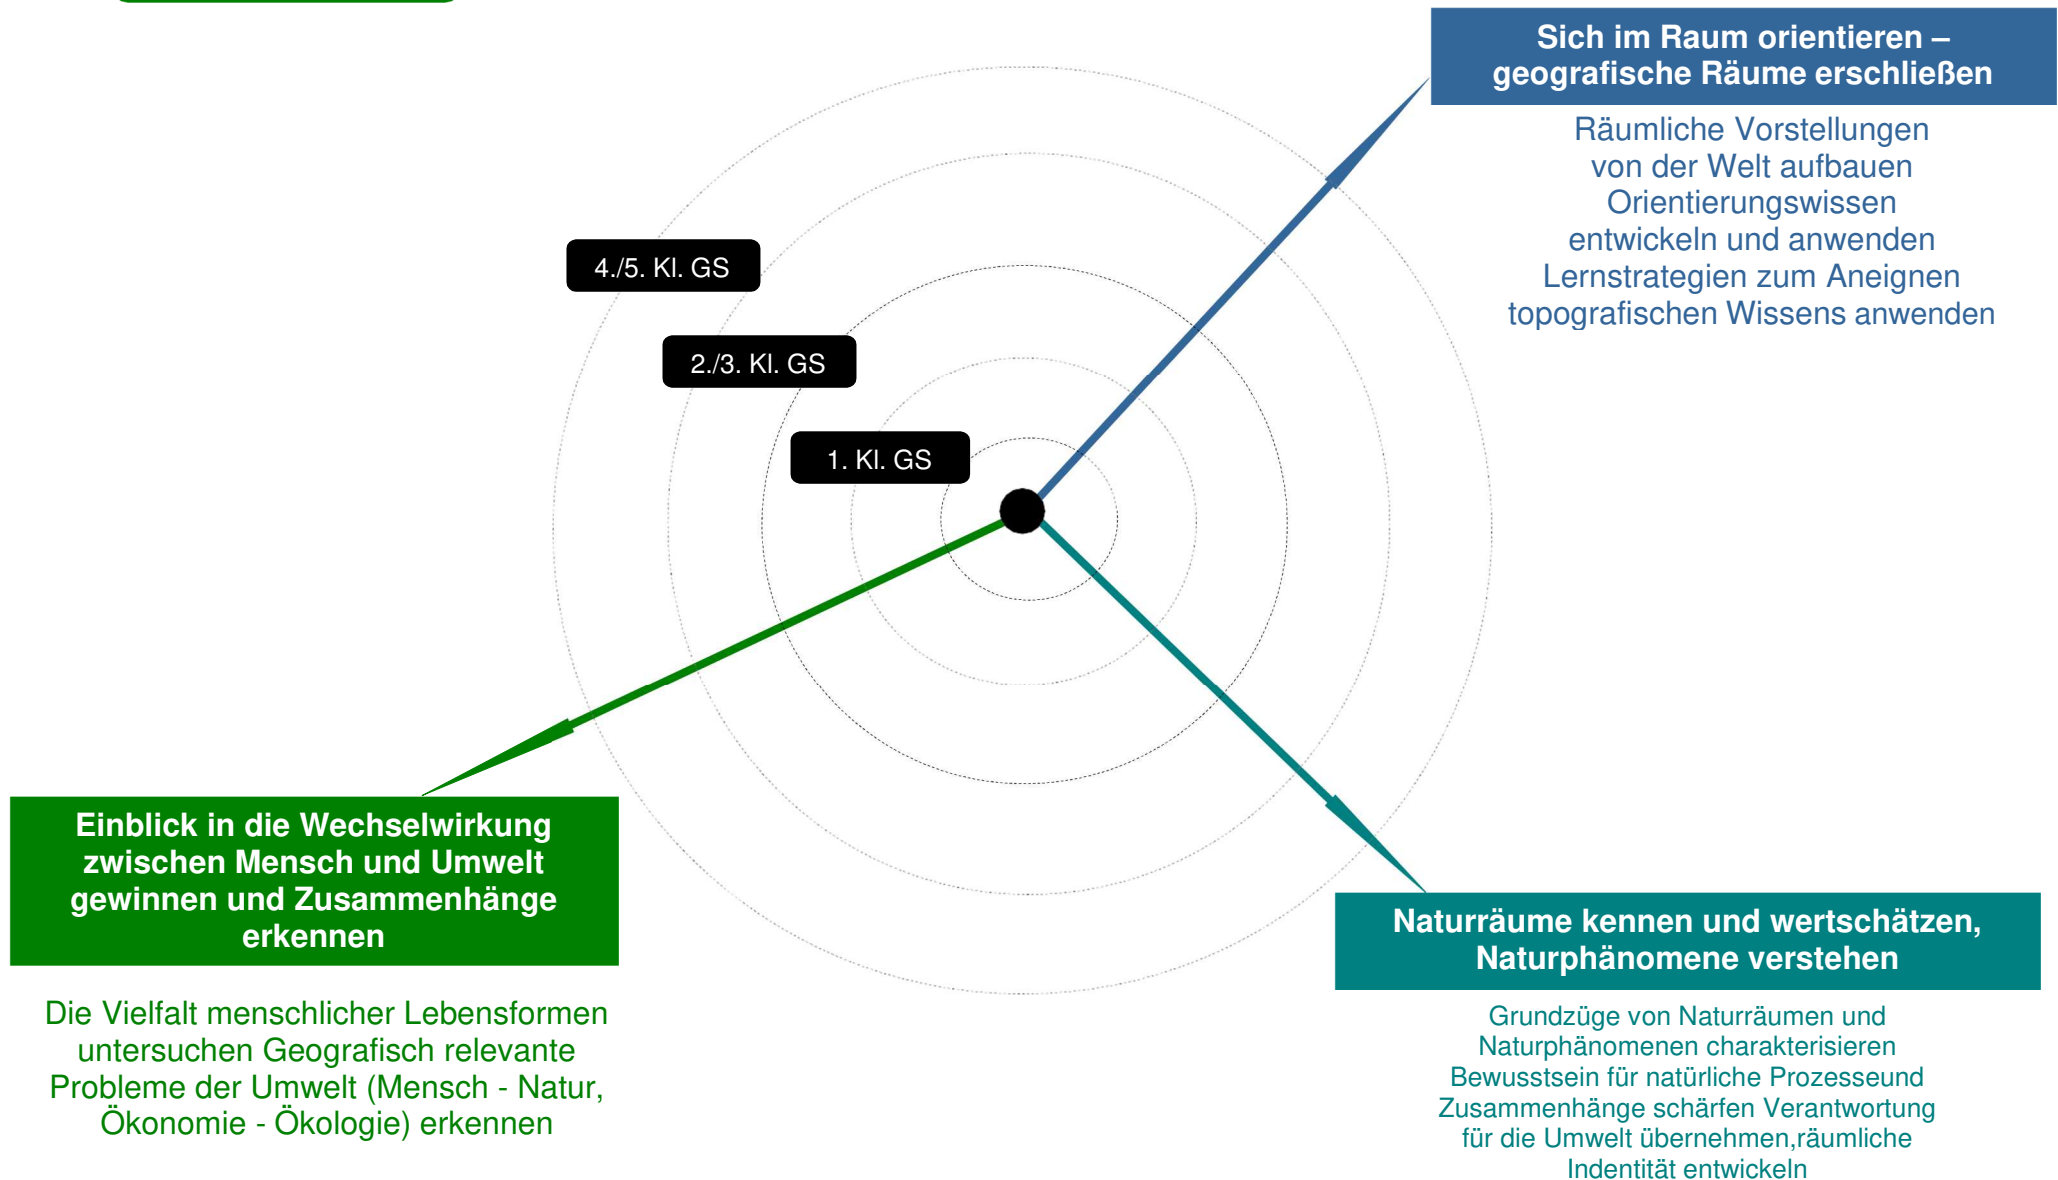 Sich im Raum orientieren –
geografische Räume erschließen
Räumliche Vorstellungen
von der Welt aufbauen
Orientierungswissen
entwickeln und anwenden
Lernstrategien zum Aneignen
topografischen Wissens anwenden
4./5. Kl. GS
2./3. Kl. GS
1. Kl. GS
Einblick in die Wechselwirkung
zwischen Mensch und Umwelt
gewinnen und Zusammenhänge
erkennen
Die Vielfalt menschlicher Lebensformen
untersuchen Geografisch relevante
Probleme der Umwelt (Mensch - Natur,
Ökonomie - Ökologie) erkennen
Naturräume kennen und wertschätzen,
Naturphänomene verstehen
Grundzüge von Naturräumen und
Naturphänomenen charakterisieren
Bewusstsein für natürliche Prozesseund
Zusammenhänge schärfen Verantwortung
für die Umwelt übernehmen,räumliche
Indentität entwickeln